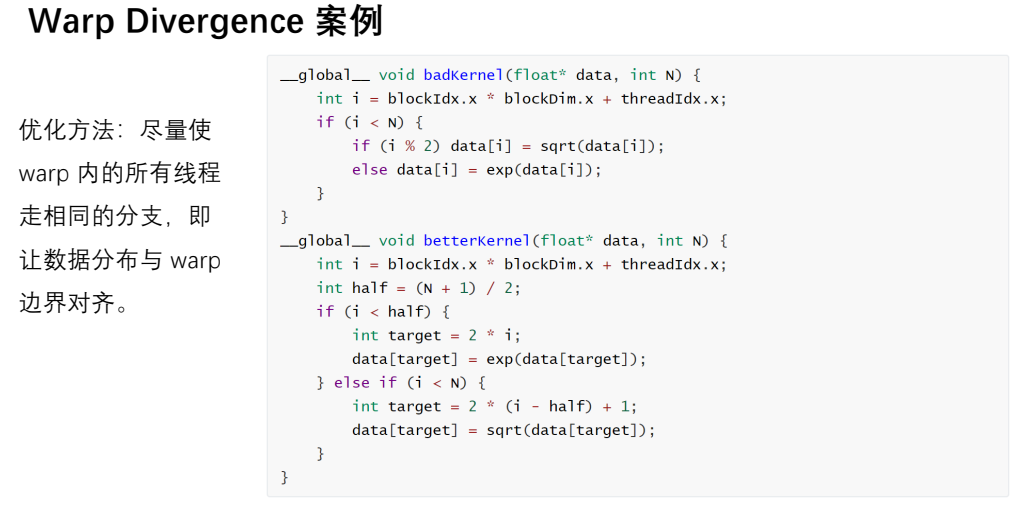 Warp Divergence 案例
优化方法：尽量使
warp 内的所有线程
走相同的分支，即
让数据分布与 warp
边界对齐。
__global__ void badKernel(float* data, int N) {
    int i = blockIdx.x * blockDim.x + threadIdx.x;
    if (i < N) {
        if (i % 2) data[i] = sqrt(data[i]);
        else data[i] = exp(data[i]);
    }
}
__global__ void betterKernel(float* data, int N) {
    int i = blockIdx.x * blockDim.x + threadIdx.x;
    int half = (N + 1) / 2;
    if (i < half) {
        int target = 2 * i;
        data[target] = exp(data[target]);
    } else if (i < N) {
        int target = 2 * (i - half) + 1;
        data[target] = sqrt(data[target]);
    }
}